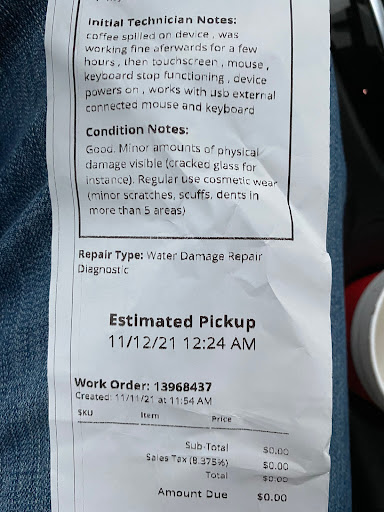 Initial Technician Notes:
coffee spilled on device , was
working fine aferwards for a few
hours , then touchscreen , mouse ,
keyboard stop functioning , device
powers on , works with usb external
connected mouse and keyboard
Condition Notes:
Good. Minor amounts of physical
damage visible (cracked glass for
instance). Regular use cosmetic wear
(minor scratches, scuffs, dents in
more than 5 areas)
Repair Type: Water Damage Repair
Diagnostic
Estimated Pickup
11/12/21 12:24 AM
Work Order: 13968437
Created: 11/11/21 at 11:54 AM
SKU Item Price
Sub-Total $0.00
Sales Tax (8.375%) $0.00
Total $0.00
Amount Due $0.00